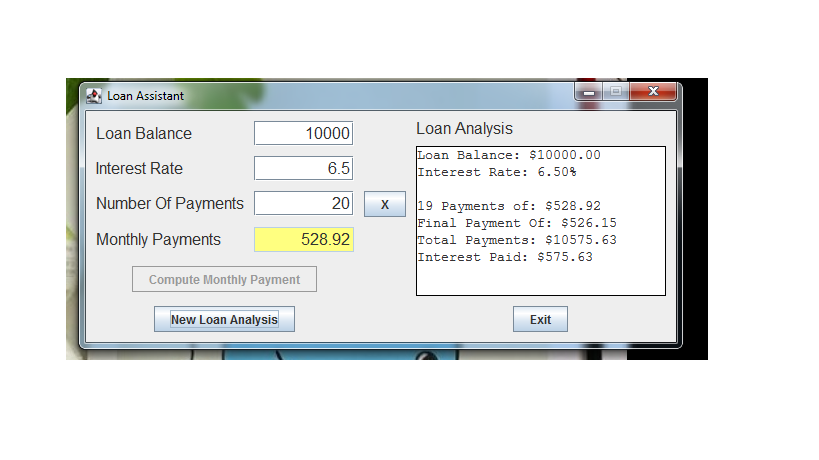 Loan Assistant
Loan Balance 10000
Interest Rate 6.5
Number Of Payments 20 X
Monthly Payments 528.92
Compute Monthly Payment
New Loan Analysis
Loan Analysis
Loan Balance: $10000.00
Interest Rate: 6.50%
19 Payments of: $528.92
Final Payment Of: $526.15
Total Payments: $10575.63
Interest Paid: $575.63
Exit